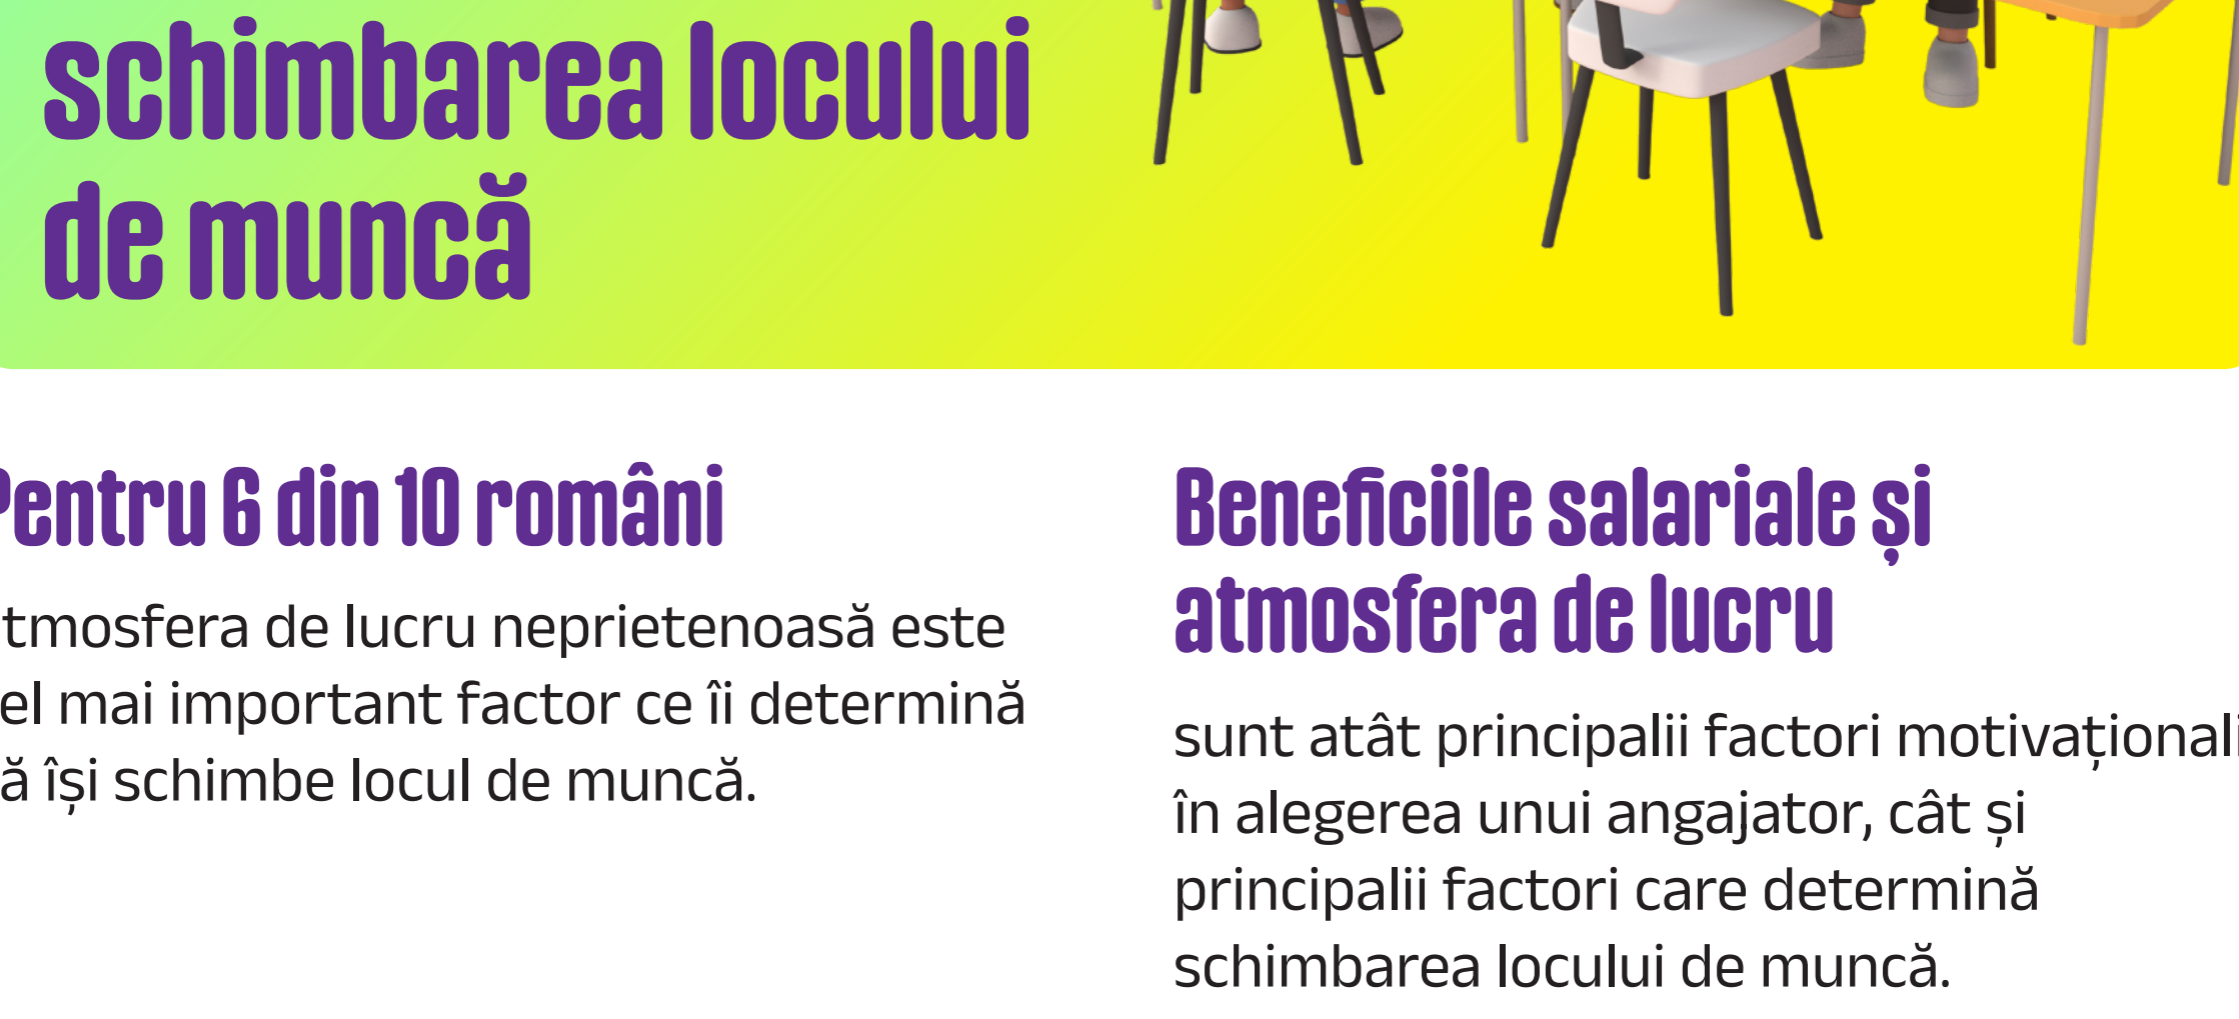 schimbarea locului
de muncă
Pentru 6 din 10 români
tmosfera de lucru neprietenoasă este
el mai important factor ce îi determină
ă își schimbe locul de muncă.
Beneficiile salariale și
atmosfera de lucru
sunt atât principalii factori motivaționali
în alegerea unui angajator, cât și
principalii factori care determină
schimbarea locului de muncă.